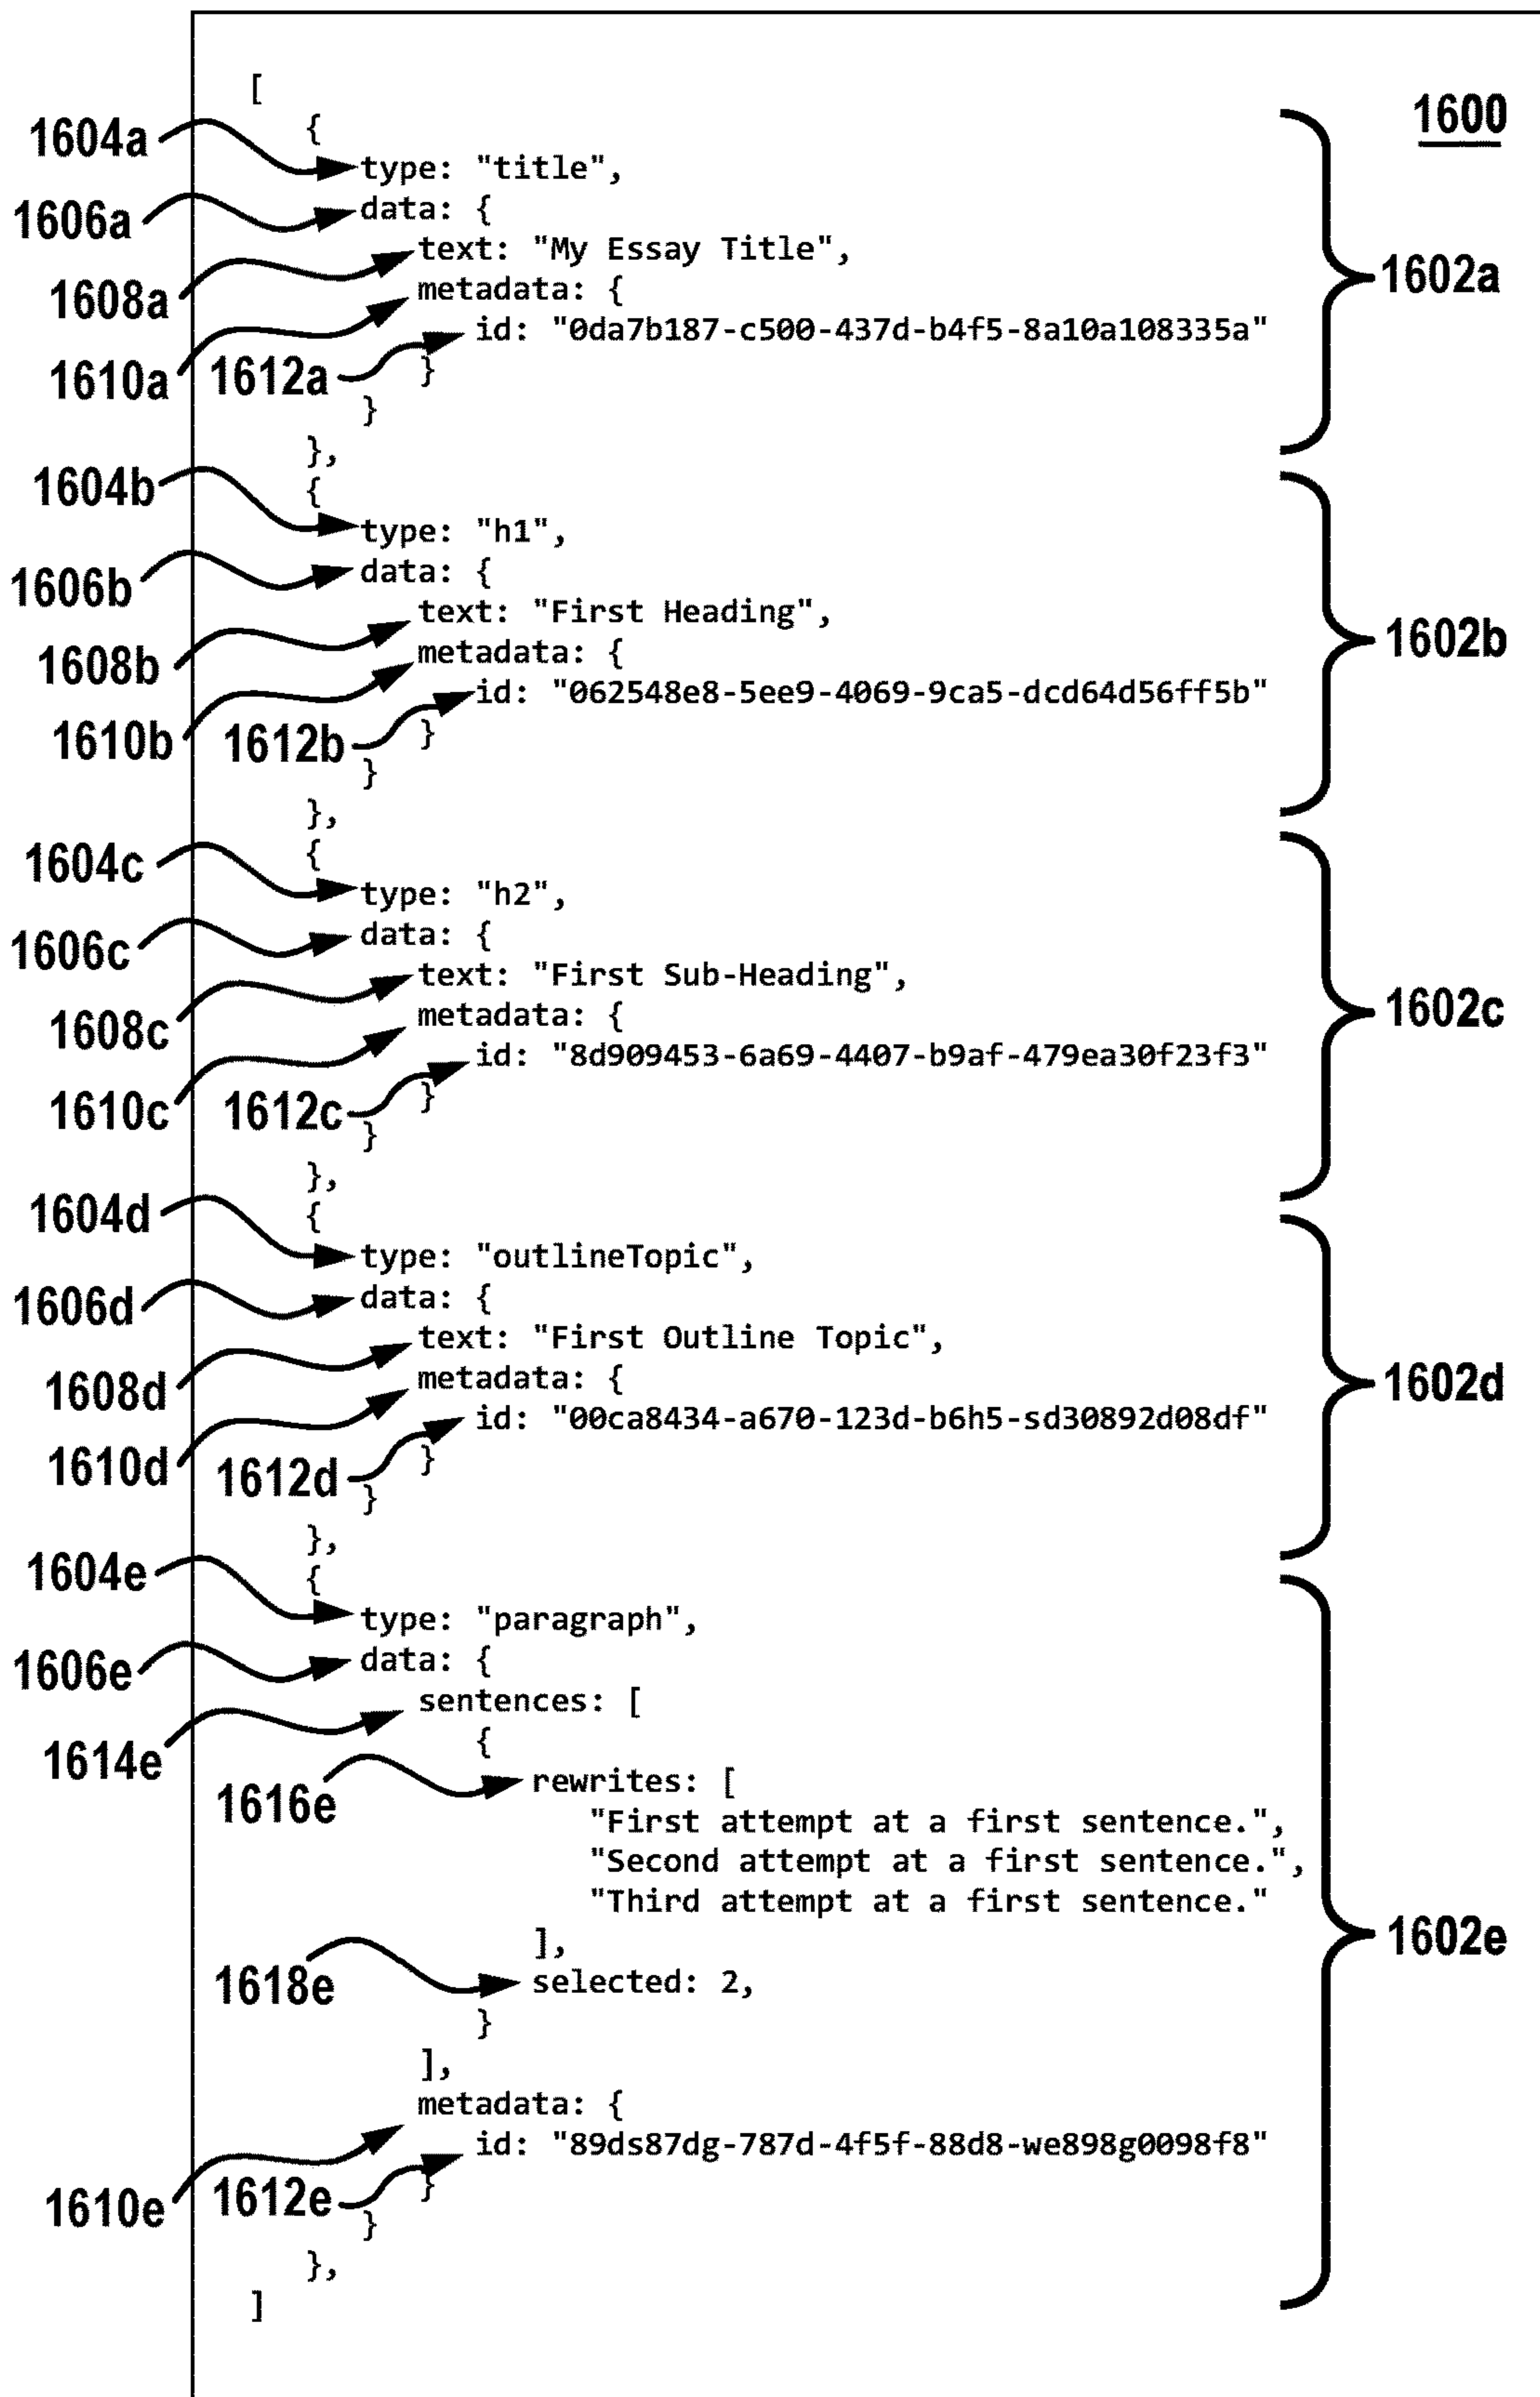 1600
[
{
1604a
type: "title",
1606a
data: {
1608a
text: "My Essay Title",
1602a
1610a
metadata: {
1612a
id: "0da7b187-c500-437d-b4f5-8a10a108335a"
}
}
},
1604b
{
type: "h1",
1606b
data: {
1608b
text: "First Heading",
1602b
1610b
metadata: {
1612b
id: "062548e8-5ee9-4069-9ca5-dcd64d56ff5b"
}
}
},
1604c
{
type: "h2",
1606c
data: {
1608c
text: "First Sub-Heading",
1602c
1610c
metadata: {
1612c
id: "8d909453-6a69-4407-b9af-479ea30f23f3"
}
}
},
1604d
{
type: "outlineTopic",
1606d
data: {
1608d
text: "First Outline Topic",
1602d
1610d
metadata: {
1612d
id: "00ca8434-a670-123d-b6h5-sd30892d08df"
}
}
},
1604e
{
type: "paragraph",
1606e
data: {
1614e
sentences: [
{
1616e
rewrites: [
"First attempt at a first sentence.",
"Second attempt at a first sentence.",
"Third attempt at a first sentence."
1602e
],
1618e
selected: 2,
}
],
1610e
metadata: {
1612e
id: "89ds87dg-787d-4f5f-88d8-we898g0098f8"
}
}
},
]